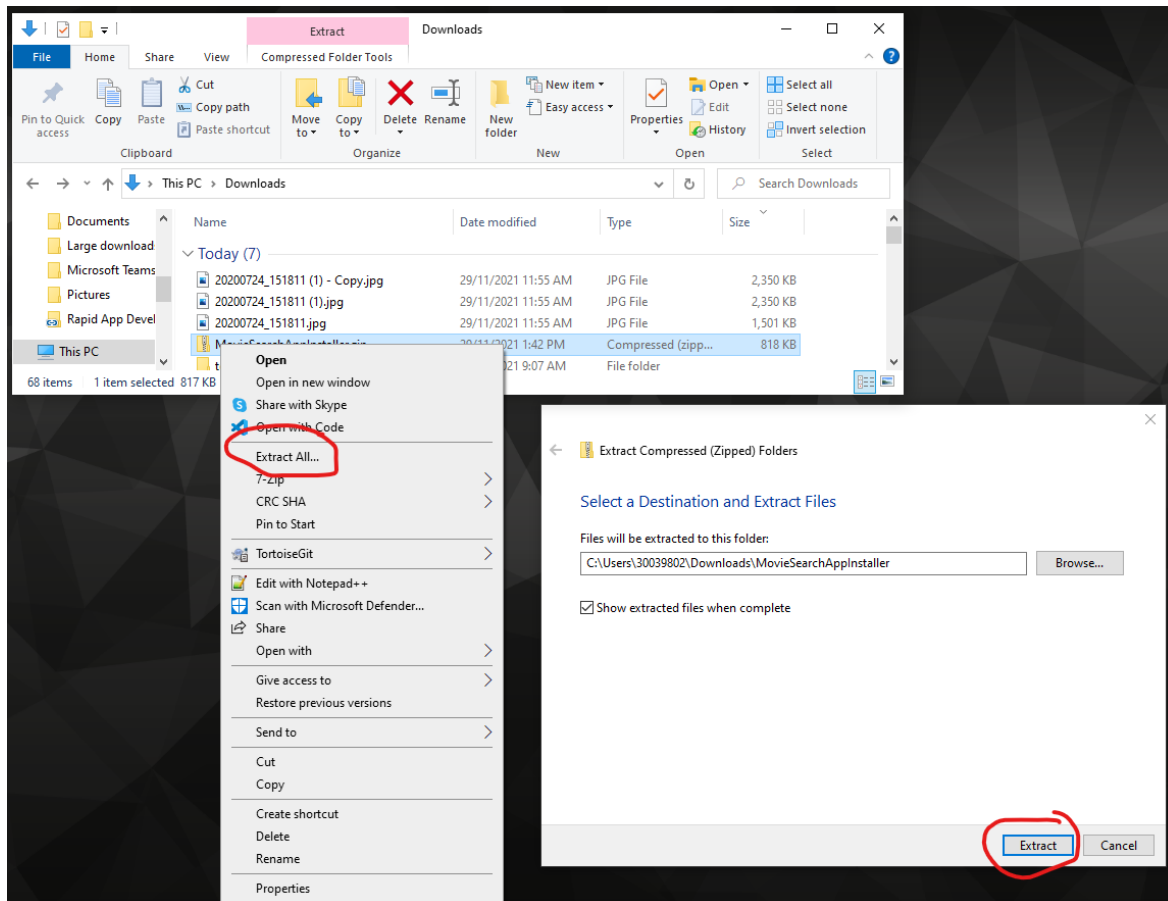 Extract
Downloads
File
Home
Share
View
Compressed Folder Tools
Pin to Quick access
Copy
Paste
Cut
Copy path
Paste shortcut
Clipboard
Move to
Copy to
Delete
Rename
Organize
New folder
New item
Easy access
New
Properties
Open
Edit
History
Open
Select all
Select none
Invert selection
Select
This PC > Downloads
Search Downloads
Documents
Large download
Microsoft Teams
Pictures
Rapid App Devel
This PC
Name
Date modified
Type
Size
Today (7)
20200724_151811 (1) - Copy.jpg 29/11/2021 11:55 AM JPG File 2,350 KB
20200724_151811 (1).jpg 29/11/2021 11:55 AM JPG File 2,350 KB
20200724_151811.jpg 29/11/2021 11:55 AM JPG File 1,501 KB
MovieSearchAppInstaller.zip 29/11/2021 1:42 PM Compressed (zipp... 818 KB
t 021 9:07 AM File folder
68 items 1 item selected 817 KB
Open
Open in new window
Share with Skype
Open with Code
Extract All...
7-Zip
CRC SHA
Pin to Start
TortoiseGit
Edit with Notepad++
Scan with Microsoft Defender...
Share
Open with
Give access to
Restore previous versions
Send to
Cut
Copy
Create shortcut
Delete
Rename
Properties
Extract Compressed (Zipped) Folders
Select a Destination and Extract Files
Files will be extracted to this folder:
C:\Users\30039802\Downloads\MovieSearchAppInstaller
Browse...
Show extracted files when complete
Extract
Cancel